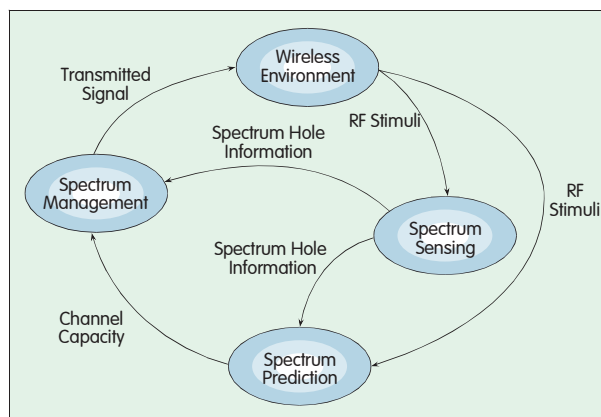 Wireless
Environment
Transmitted
Signal
RF Stimuli
Spectrum Hole
Information
Spectrum
Management
RF
Stimuli
Spectrum
Sensing
Spectrum Hole
Information
Channel
Capacity
Spectrum
Prediction